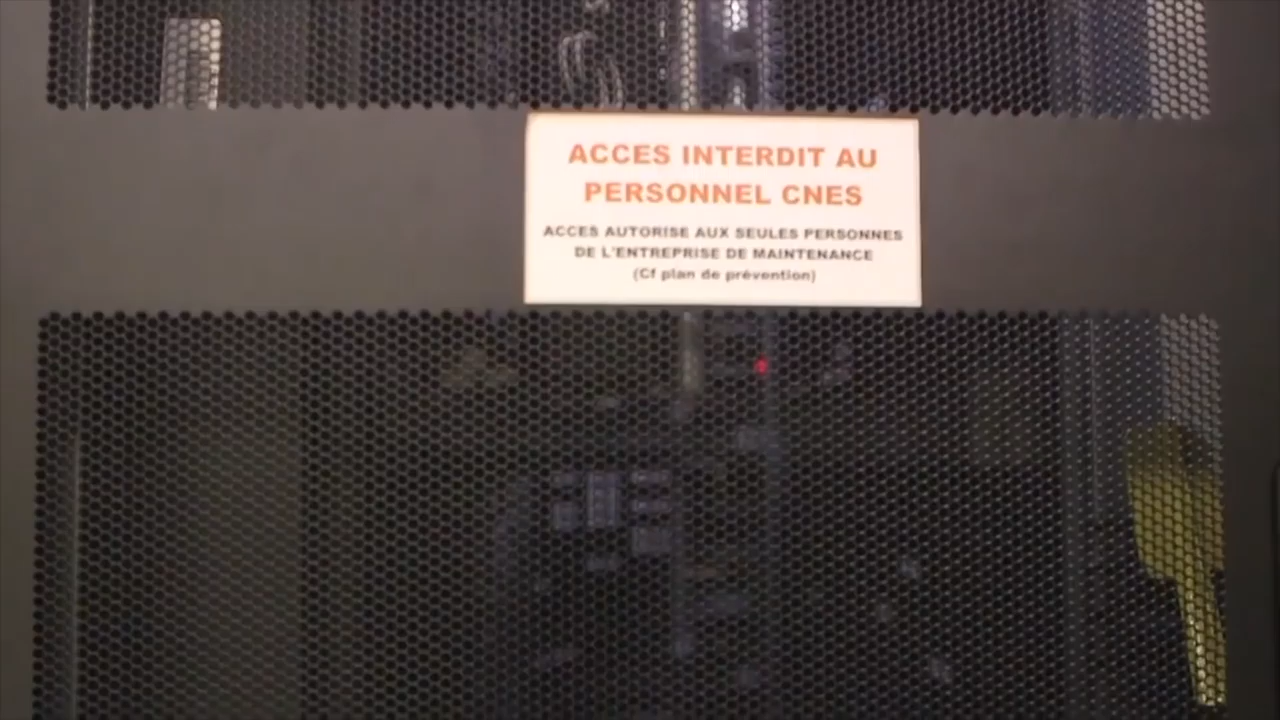 ACCES INTERDIT AU
PERSONNEL CNES
ACCES AUTORISE AUX SEULES PERSONNES
DE L'ENTREPRISE DE MAINTENANCE
(Cf plan de prévention)